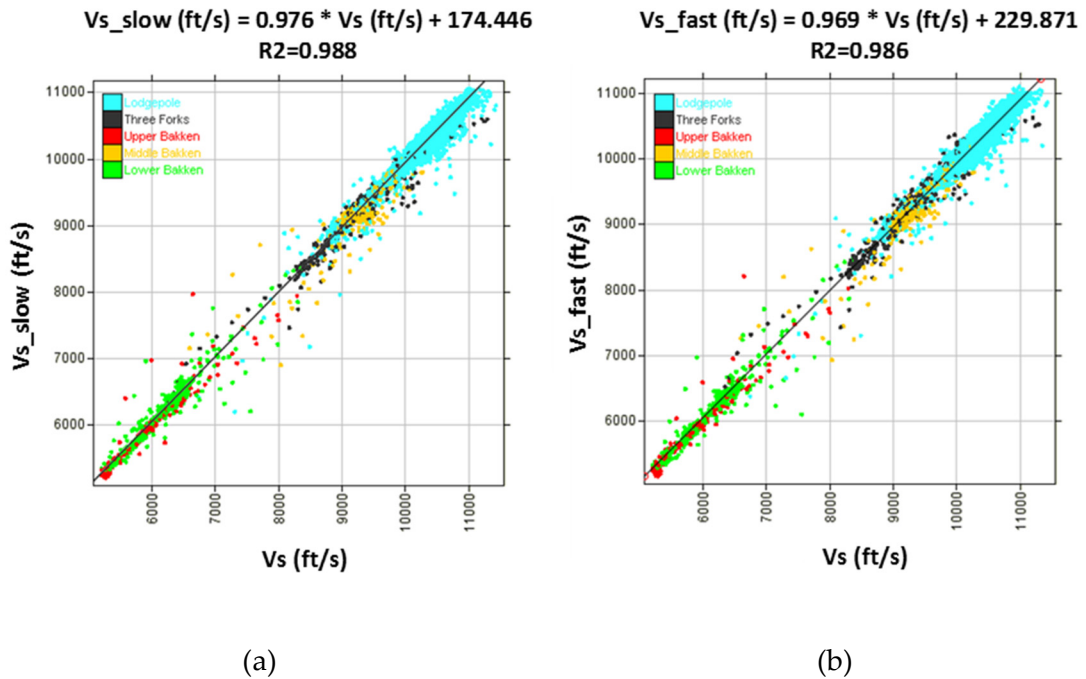 Vs_slow (ft/s) = 0.976 * Vs (ft/s) + 174.446
R2=0.988
11000
10000
9000
8000
7000
6000
Lodgepole
Three Forks
Upper Bakken
Middle Bakken
Lower Bakken
Vs_slow (ft/s)
6000
7000
8000
9000
10000
11000
Vs (ft/s)
(a)
Vs_fast (ft/s) = 0.969 * Vs (ft/s) + 229.871
R2=0.986
11000
10000
9000
8000
7000
6000
Lodgepole
Three Forks
Upper Bakken
Middle Bakken
Lower Bakken
Vs_fast (ft/s)
6000
7000
8000
9000
10000
11000
Vs (ft/s)
(b)